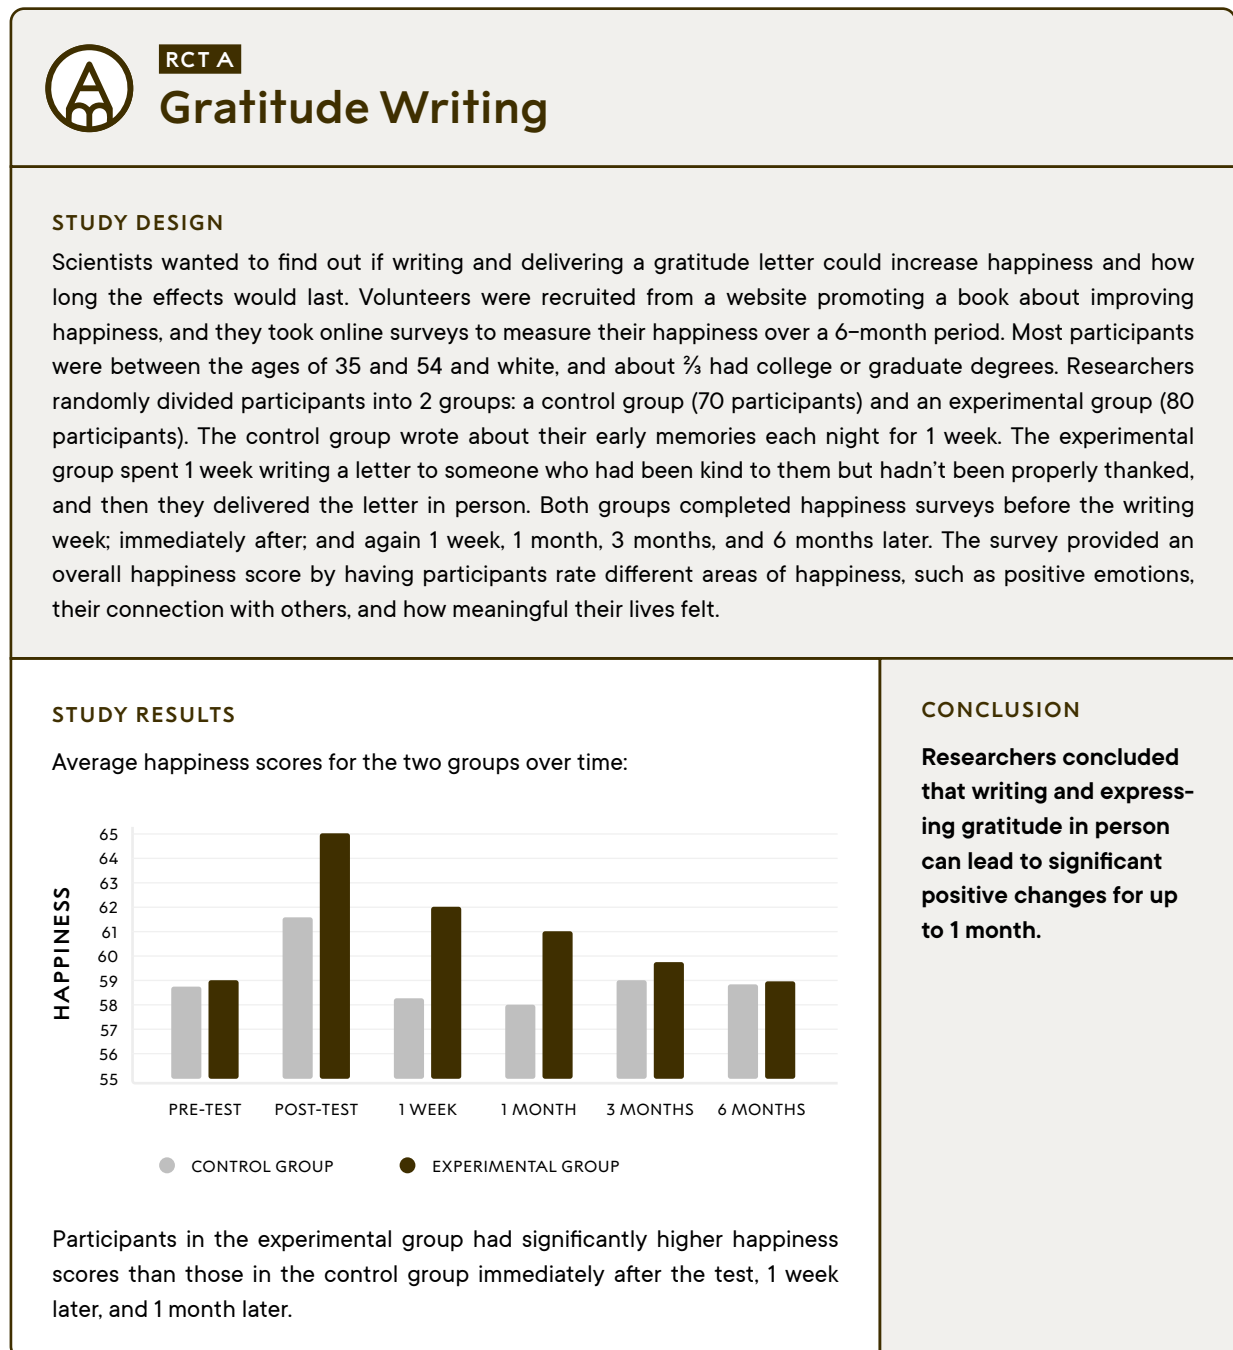 RCT A
Gratitude Writing
STUDY DESIGN
Scientists wanted to find out if writing and delivering a gratitude letter could increase happiness and how
long the effects would last. Volunteers were recruited from a website promoting a book about improving
happiness, and they took online surveys to measure their happiness over a 6–month period. Most participants
were between the ages of 35 and 54 and white, and about ⅔ had college or graduate degrees. Researchers
randomly divided participants into 2 groups: a control group (70 participants) and an experimental group (80
participants). The control group wrote about their early memories each night for 1 week. The experimental
group spent 1 week writing a letter to someone who had been kind to them but hadn’t been properly thanked,
and then they delivered the letter in person. Both groups completed happiness surveys before the writing
week; immediately after; and again 1 week, 1 month, 3 months, and 6 months later. The survey provided an
overall happiness score by having participants rate different areas of happiness, such as positive emotions,
their connection with others, and how meaningful their lives felt.
STUDY RESULTS
Average happiness scores for the two groups over time:
HAPPINESS
65
64
63
62
61
60
59
58
57
56
55
PRE-TEST POST-TEST 1 WEEK 1 MONTH 3 MONTHS 6 MONTHS
CONTROL GROUP EXPERIMENTAL GROUP
Participants in the experimental group had significantly higher happiness
scores than those in the control group immediately after the test, 1 week
later, and 1 month later.
CONCLUSION
Researchers concluded
that writing and express-
ing gratitude in person
can lead to significant
positive changes for up
to 1 month.